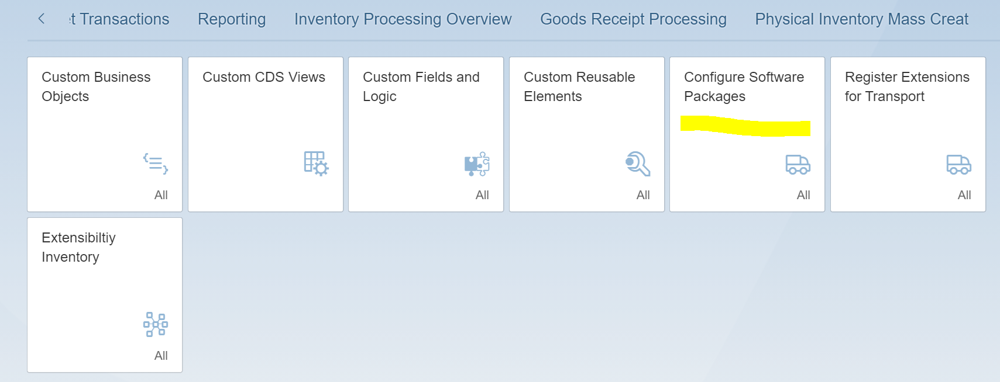 t Transactions Reporting Inventory Processing Overview Goods Receipt Processing Physical Inventory Mass Creat
Custom Business
Objects
All
Custom CDS Views
Custom Fields and
Logic
All
Custom Reusable
Elements
All
Configure Software
Packages
All
Register Extensions
for Transport
All
Extensibiltiy
Inventory
All